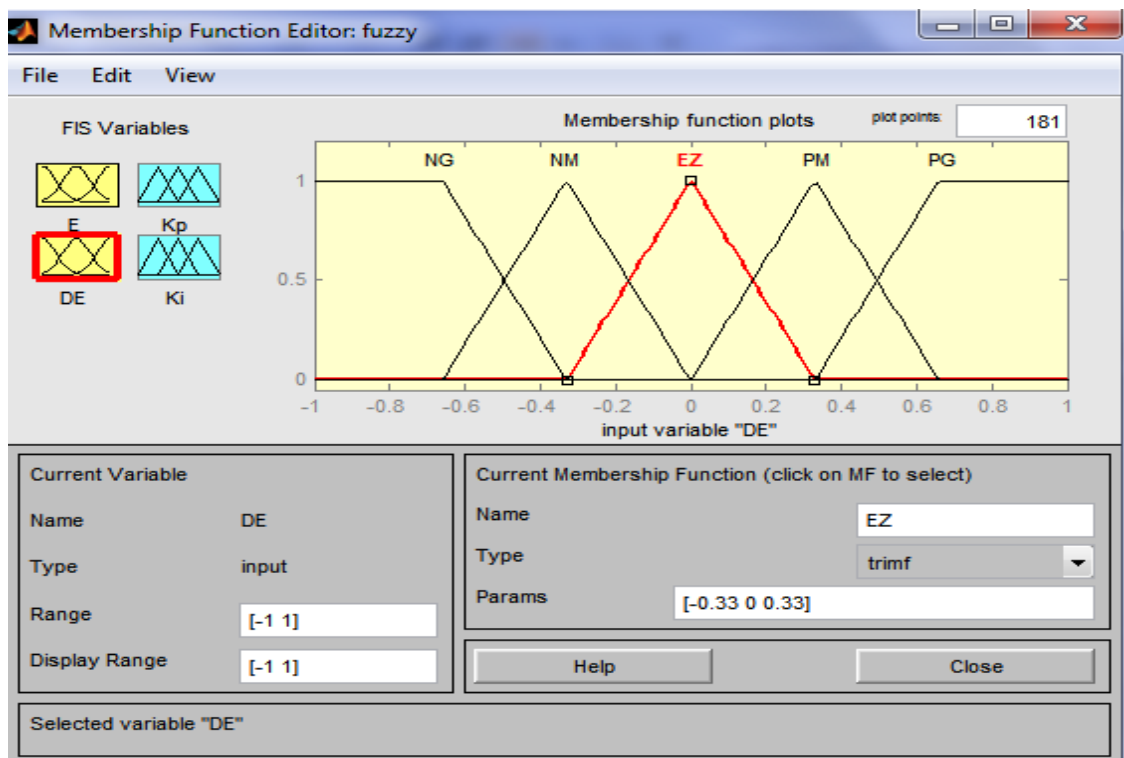 Membership Function Editor: fuzzy
File Edit View
FIS Variables
E
Kp
DE
Ki
Membership function plots
plot points:
181
NG NM EZ PM PG
1
0.5
0
-1 -0.8 -0.6 -0.4 -0.2 0 0.2 0.4 0.6 0.8 1
input variable "DE"
Current Variable
Name DE
Type input
Range [-1 1]
Display Range [-1 1]
Current Membership Function (click on MF to select)
Name EZ
Type trimf
Params [-0.33 0 0.33]
Help Close
Selected variable "DE"